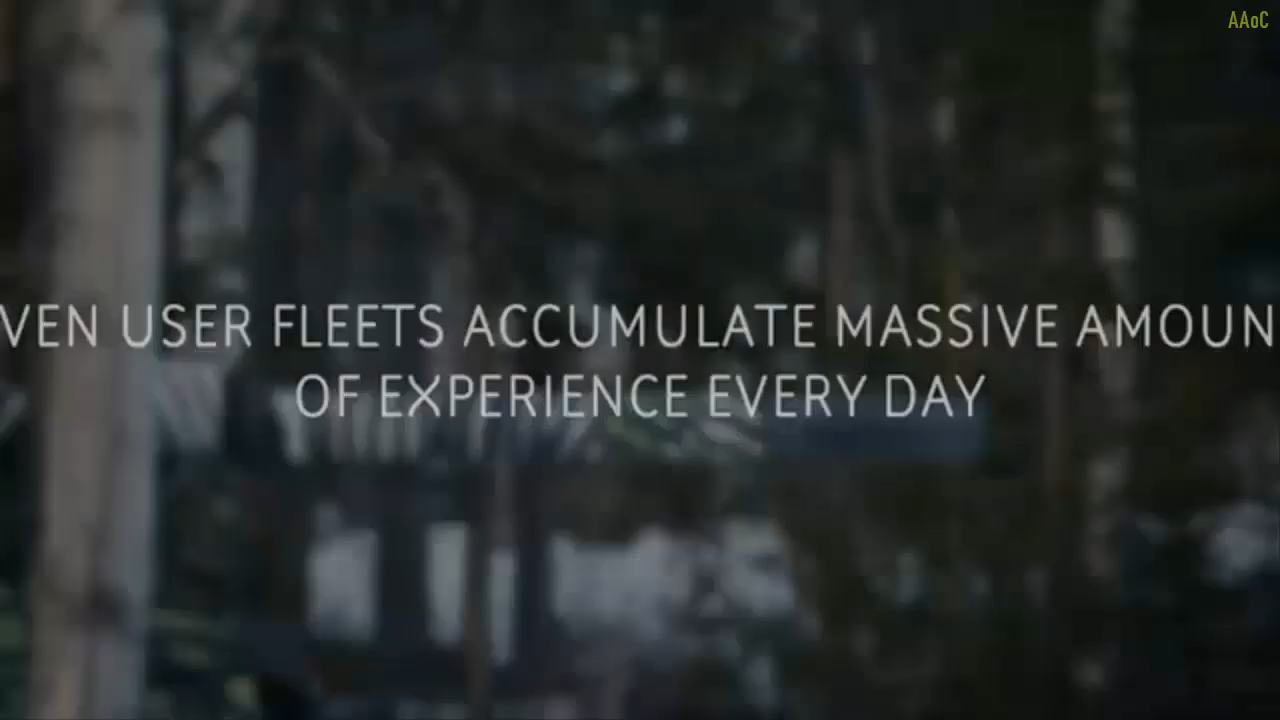 AAoC
VEN USER FLEETS ACCUMULATE MASSIVE AMOUN
OF EXPERIENCE EVERY DAY